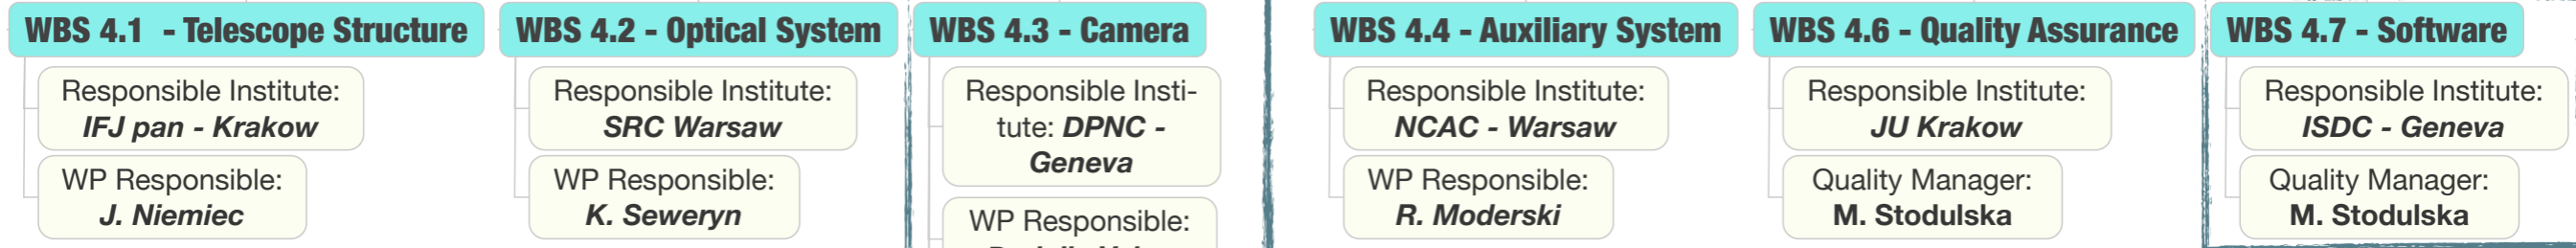 WBS 4.1 - Telescope Structure
Responsible Institute:
IFJ pan - Krakow
WP Responsible:
J. Niemiec
WBS 4.2 - Optical System
Responsible Institute:
SRC Warsaw
WP Responsible:
K. Seweryn
WBS 4.3 - Camera
Responsible Insti-
tute: DPNC -
Geneva
WP Responsible:
WBS 4.4 - Auxiliary System
Responsible Institute:
NCAC - Warsaw
WP Responsible:
R. Moderski
WBS 4.6 - Quality Assurance
Responsible Institute:
JU Krakow
Quality Manager:
M. Stodulska
WBS 4.7 - Software
Responsible Institute:
ISDC - Geneva
Quality Manager:
M. Stodulska